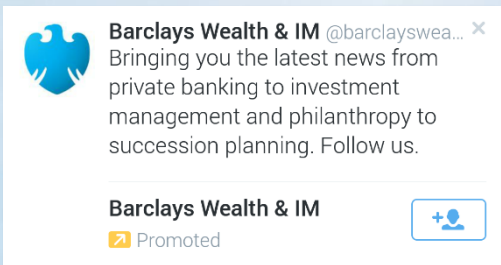 Barclays Wealth & IM @barclayswea...
Bringing you the latest news from
private banking to investment
management and philanthropy to
succession planning. Follow us.
Barclays Wealth & IM
Promoted